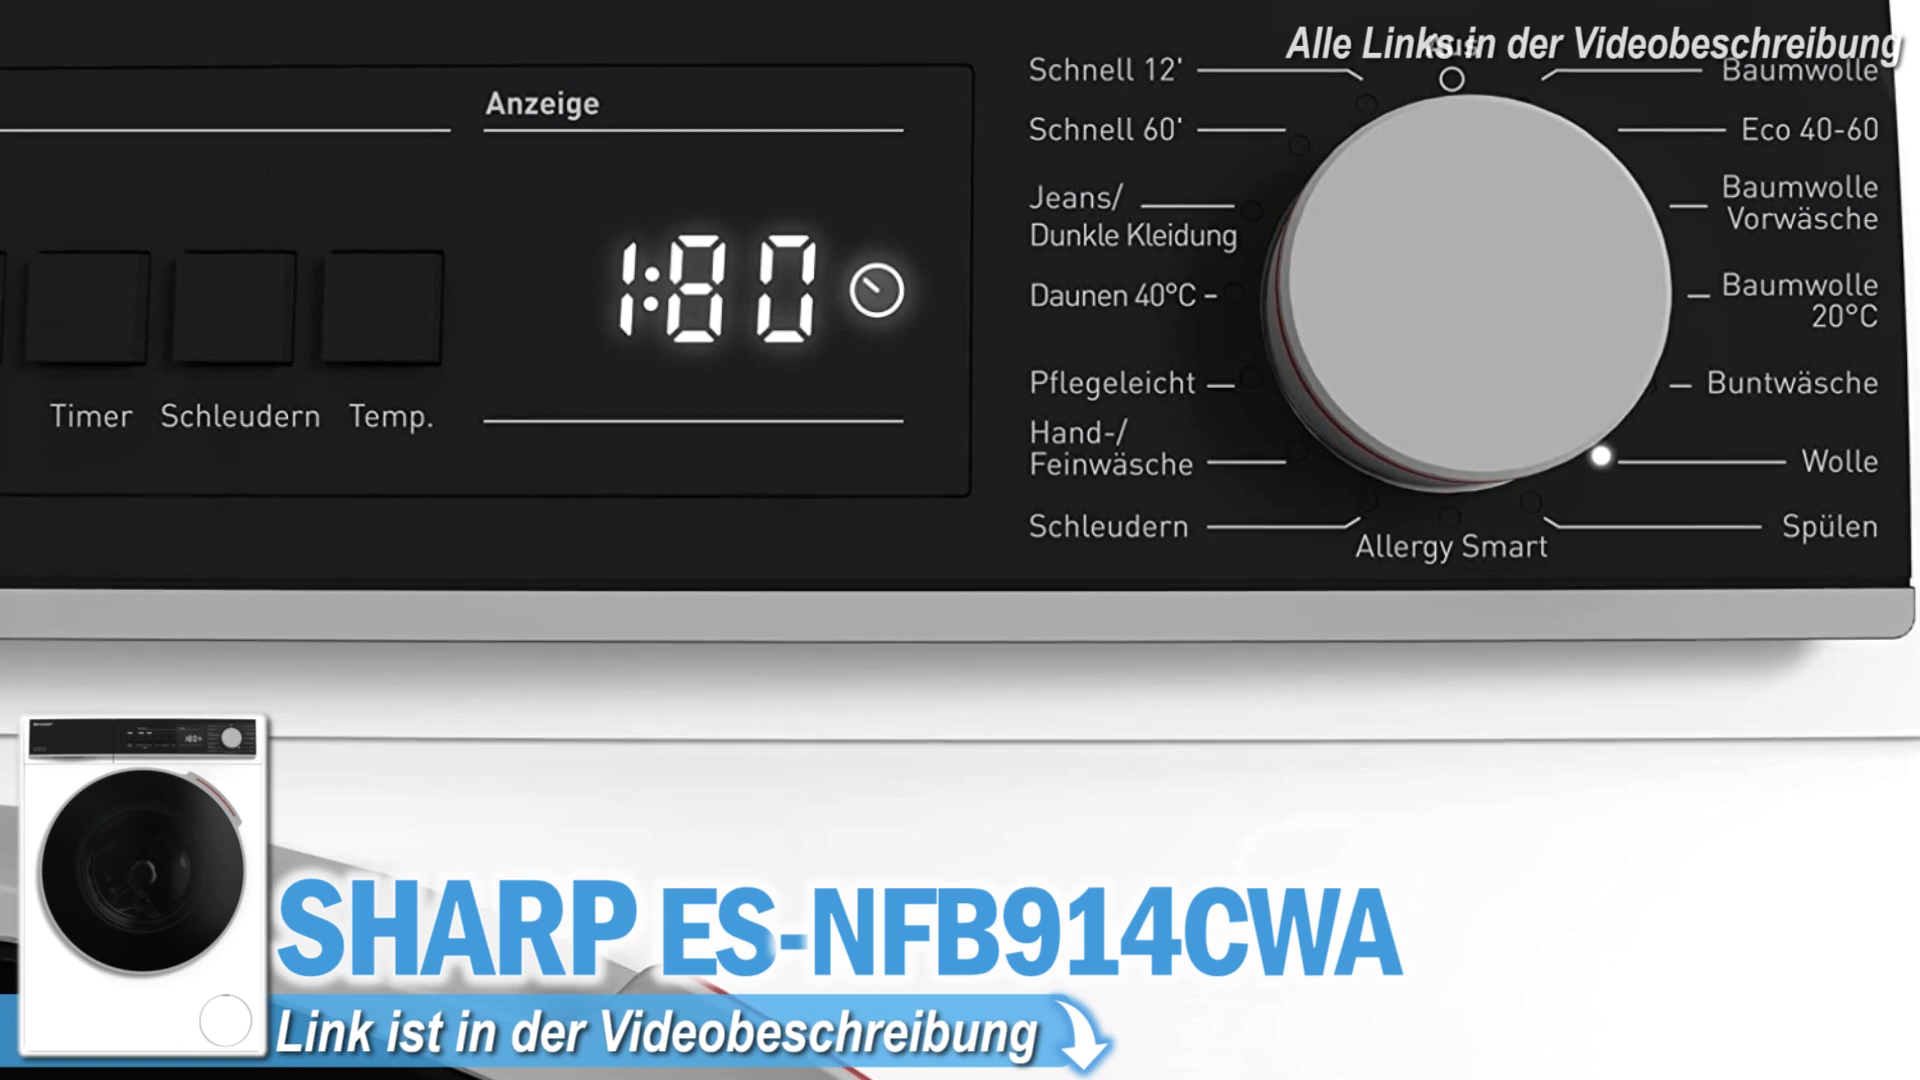 Alle Links in der Videobeschreibung
Aus
Anzeige
1:80
Timer
Schleudern
Temp.
Schnell 12'
Schnell 60'
Jeans/
Dunkle Kleidung
Daunen 40°C
Pflegeleicht
Hand-/
Feinwäsche
Schleudern
Allergy Smart
Baumwolle
Eco 40-60
Baumwolle
Vorwäsche
Baumwolle
20°C
Buntwäsche
Wolle
Spülen
SHARP ES-NFB914CWA
Link ist in der Videobeschreibung